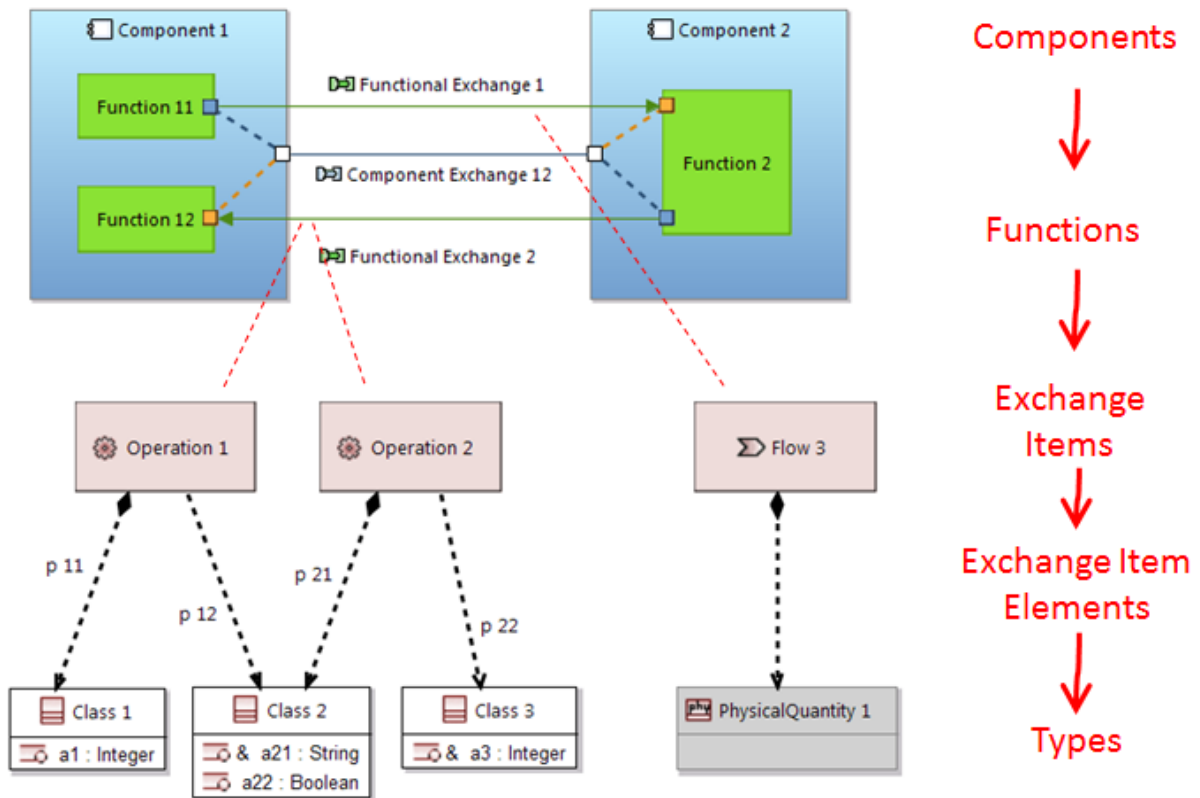 Component 1
Component 2
Components
Functional Exchange 1
Function 11
Function 2
Component Exchange 12
Function 12
Functions
Functional Exchange 2
Exchange
Items
Operation 1
Operation 2
Flow 3
p 11
p 12
p 21
p 22
Exchange Item
Elements
Class 1
Class 2
Class 3
phy PhysicalQuantity 1
a1 : Integer
& a21 : String
a22 : Boolean
& a3 : Integer
Types